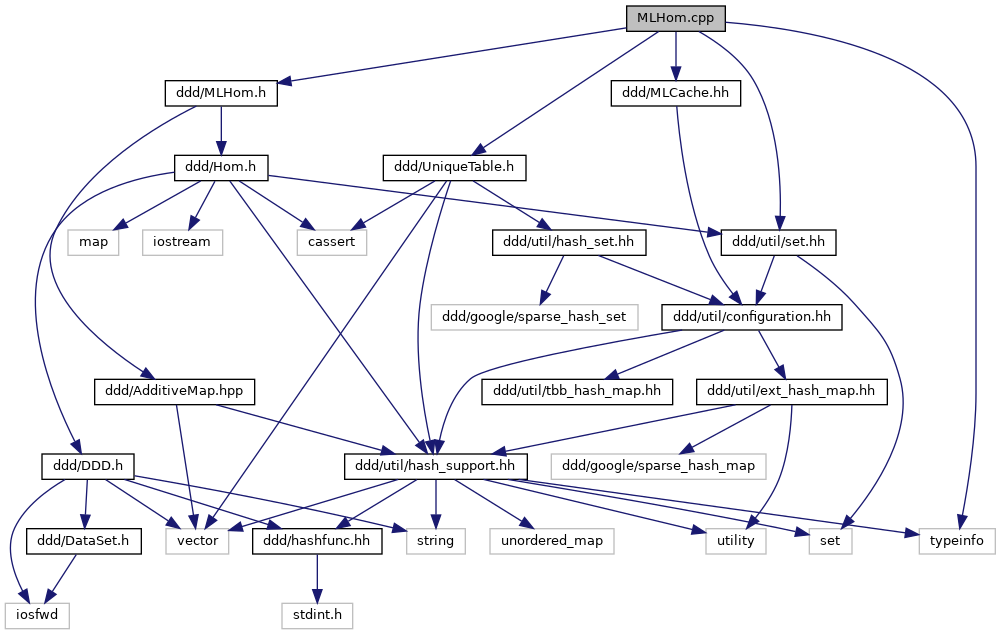 MLHom.cpp
ddd/MLHom.h
ddd/MLCache.hh
ddd/Hom.h
ddd/UniqueTable.h
map
iostream
cassert
ddd/util/hash_set.hh
ddd/util/set.hh
ddd/google/sparse_hash_set
ddd/util/configuration.hh
ddd/AdditiveMap.hpp
ddd/util/tbb_hash_map.hh
ddd/util/ext_hash_map.hh
ddd/DDD.h
ddd/util/hash_support.hh
ddd/google/sparse_hash_map
ddd/DataSet.h
vector
ddd/hashfunc.hh
string
unordered_map
utility
set
typeinfo
iosfwd
stdint.h